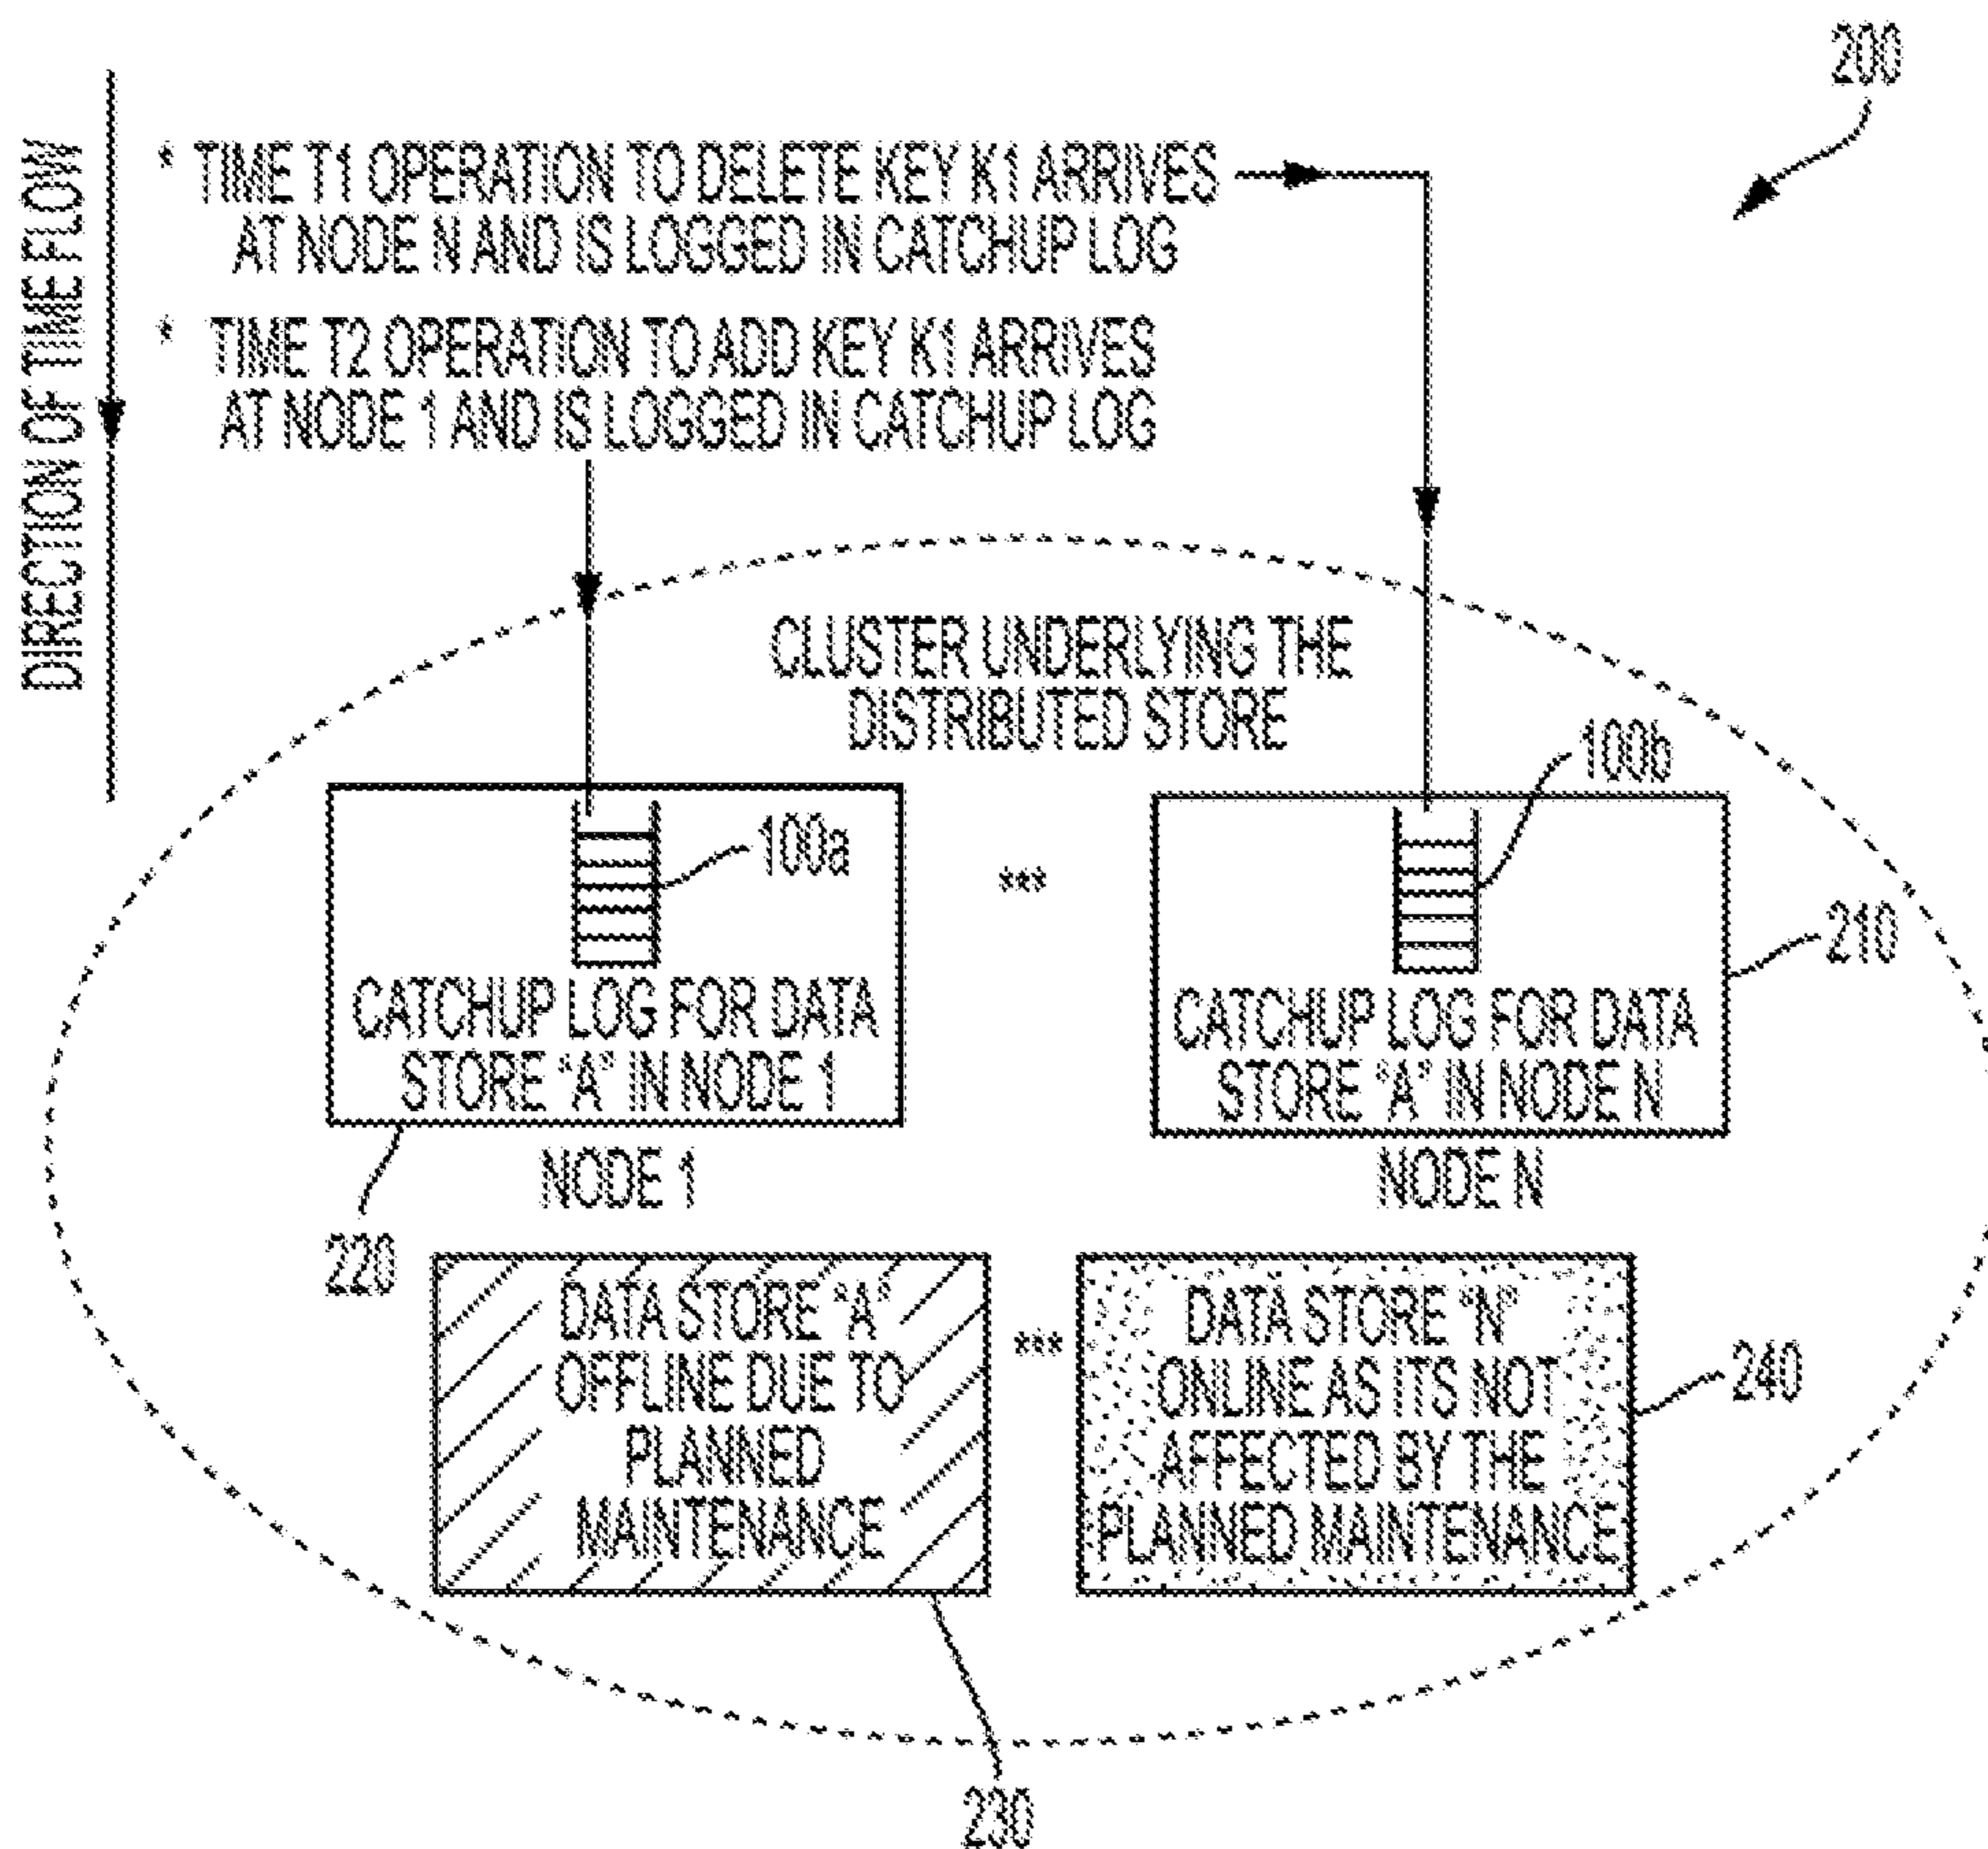 200
DIRECTION OF TIME FLOW
* TIME T1 OPERATION TO DELETE KEY K1 ARRIVES
AT NODE N AND IS LOGGED IN CATCHUP LOG
* TIME T2 OPERATION TO ADD KEY K1 ARRIVES
AT NODE 1 AND IS LOGGED IN CATCHUP LOG
CLUSTER UNDERLYING THE
DISTRIBUTED STORE
100a
***
100b
210
CATCHUP LOG FOR DATA
STORE "A" IN NODE 1
CATCHUP LOG FOR DATA
STORE "A" IN NODE N
NODE 1
NODE N
220
DATA STORE "A"
OFFLINE DUE TO
PLANNED
MAINTENANCE
***
DATA STORE "N"
ONLINE AS ITS NOT
AFFECTED BY THE
PLANNED MAINTENANCE
240
230